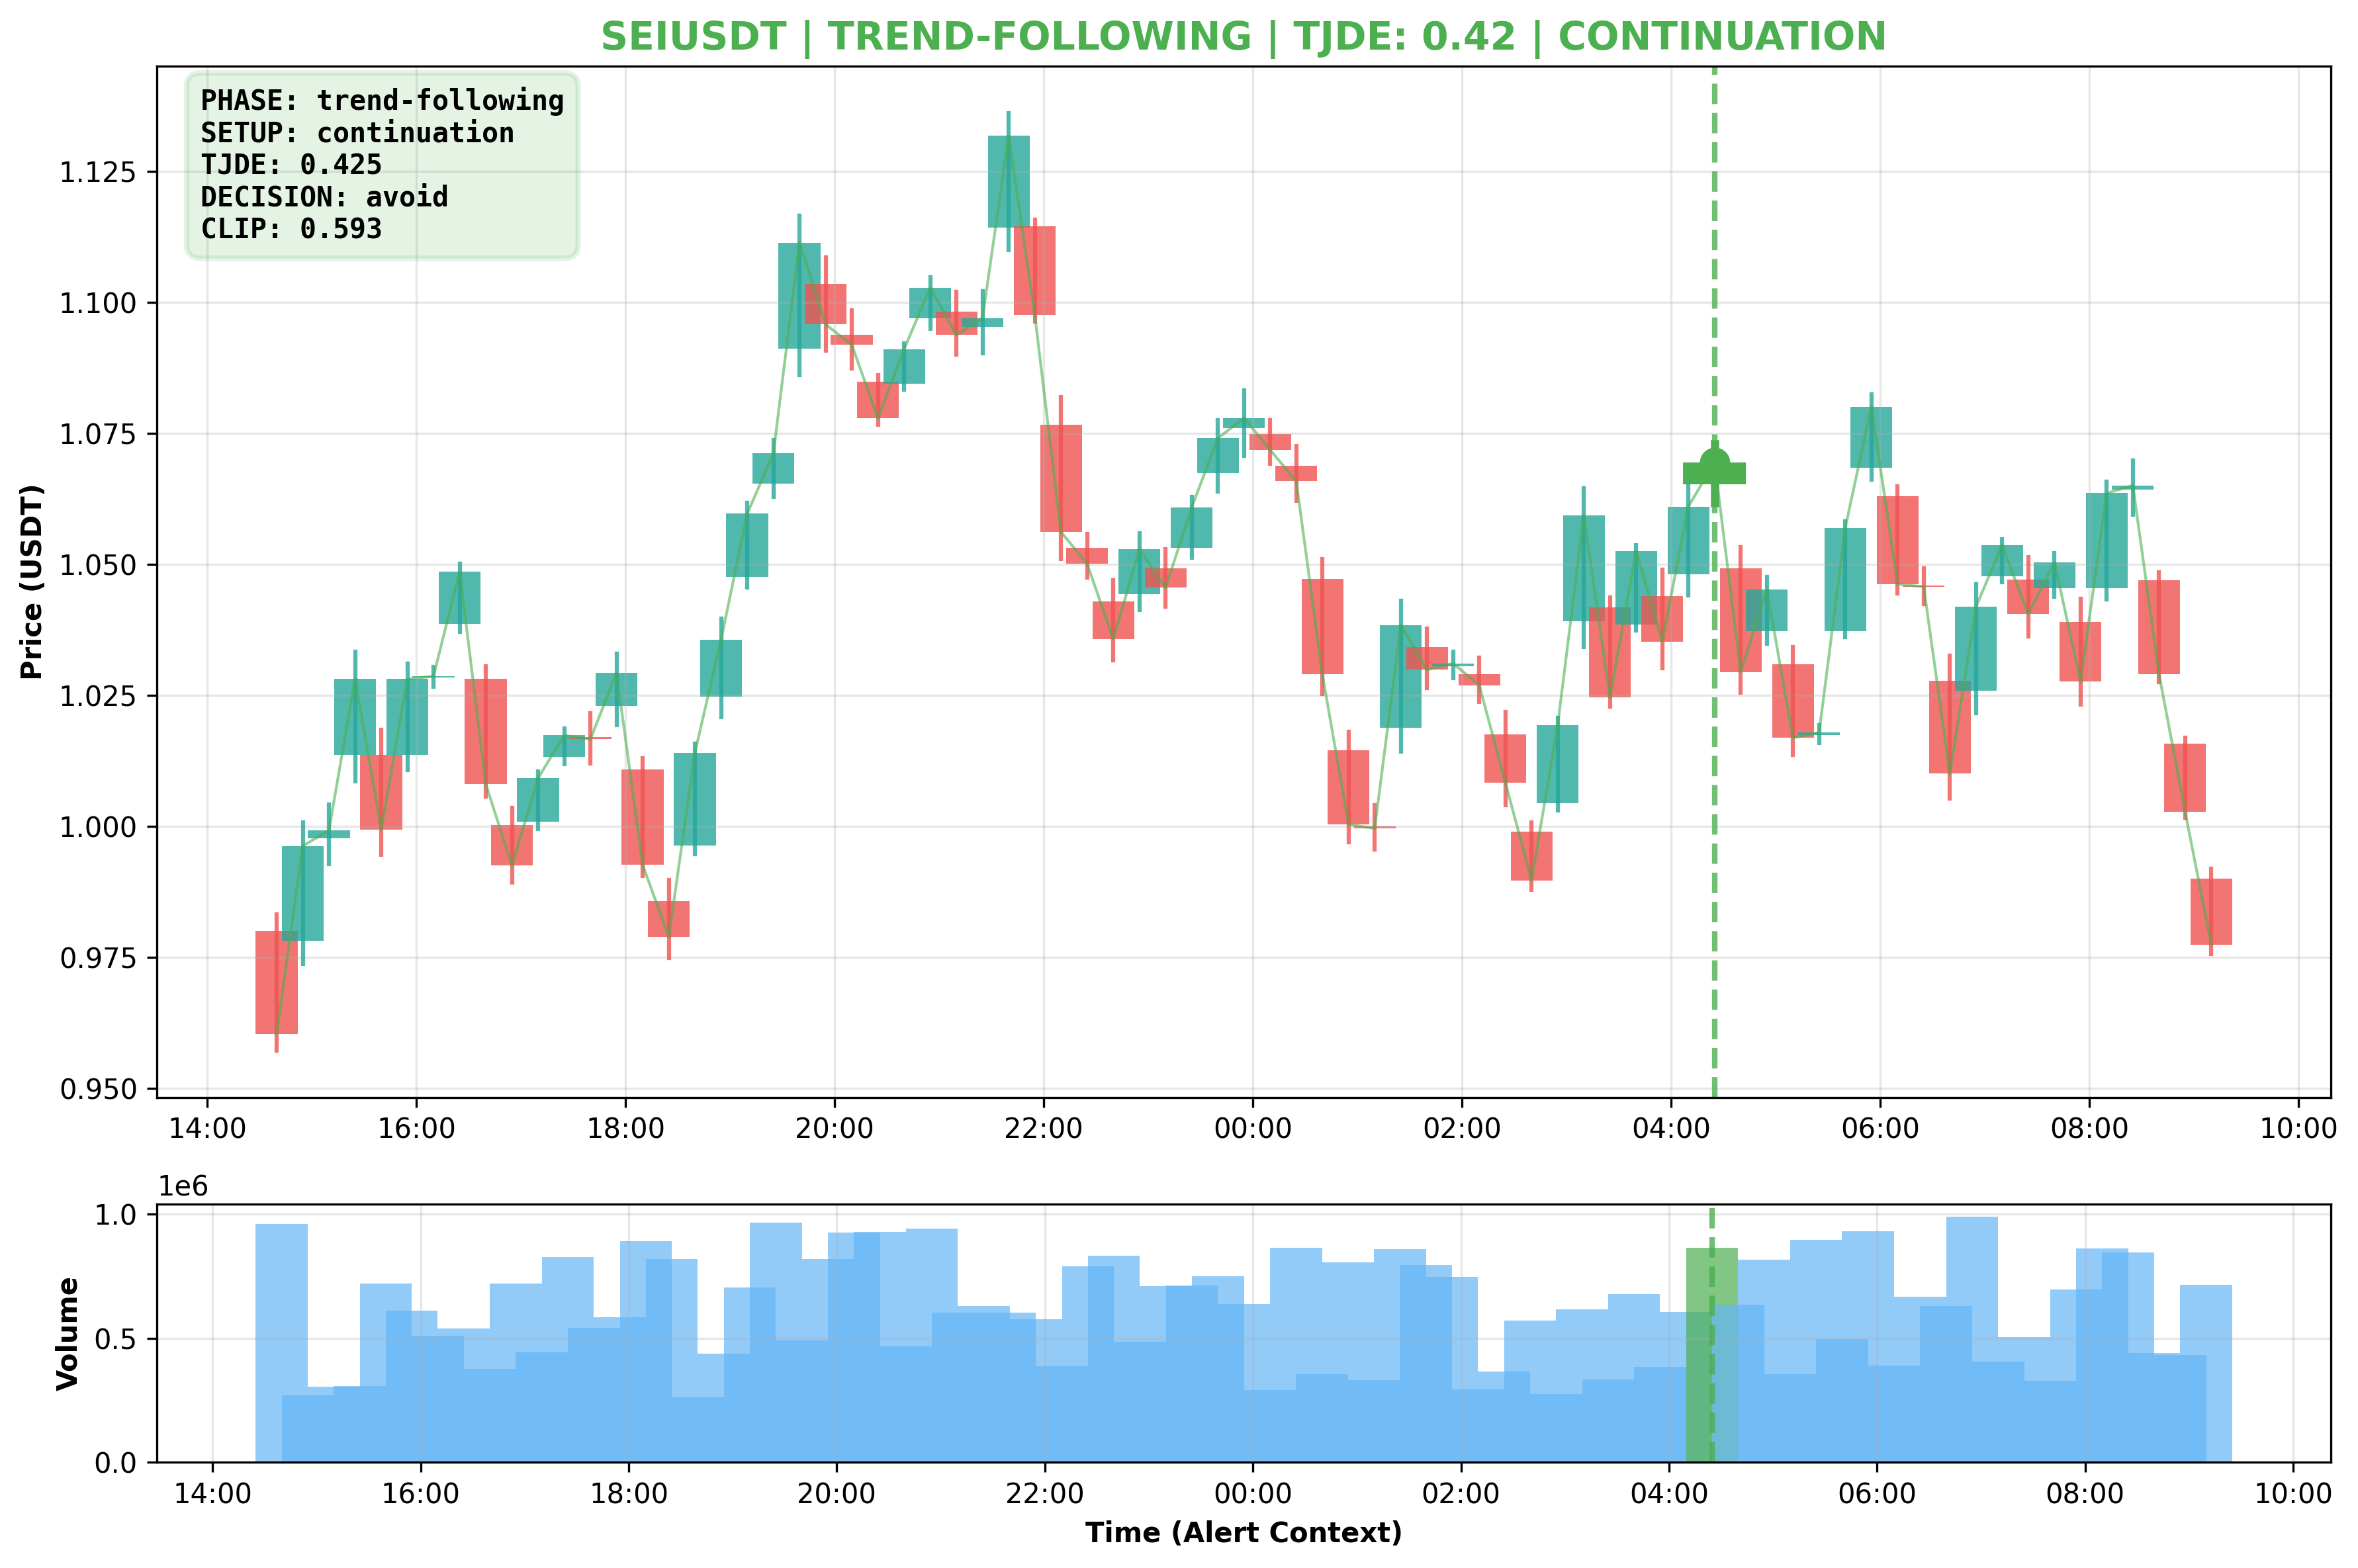 SEIUSDT | TREND-FOLLOWING | TJDE: 0.42 | CONTINUATION
PHASE: trend-following
SETUP: continuation
TJDE: 0.425
DECISION: avoid
CLIP: 0.593
Price (USDT)
1.125
1.100
1.075
1.050
1.025
1.000
0.975
0.950
14:00 16:00 18:00 20:00 22:00 00:00 02:00 04:00 06:00 08:00 10:00
1e6
Volume
1.0
0.5
0.0
14:00 16:00 18:00 20:00 22:00 00:00 02:00 04:00 06:00 08:00 10:00
Time (Alert Context)